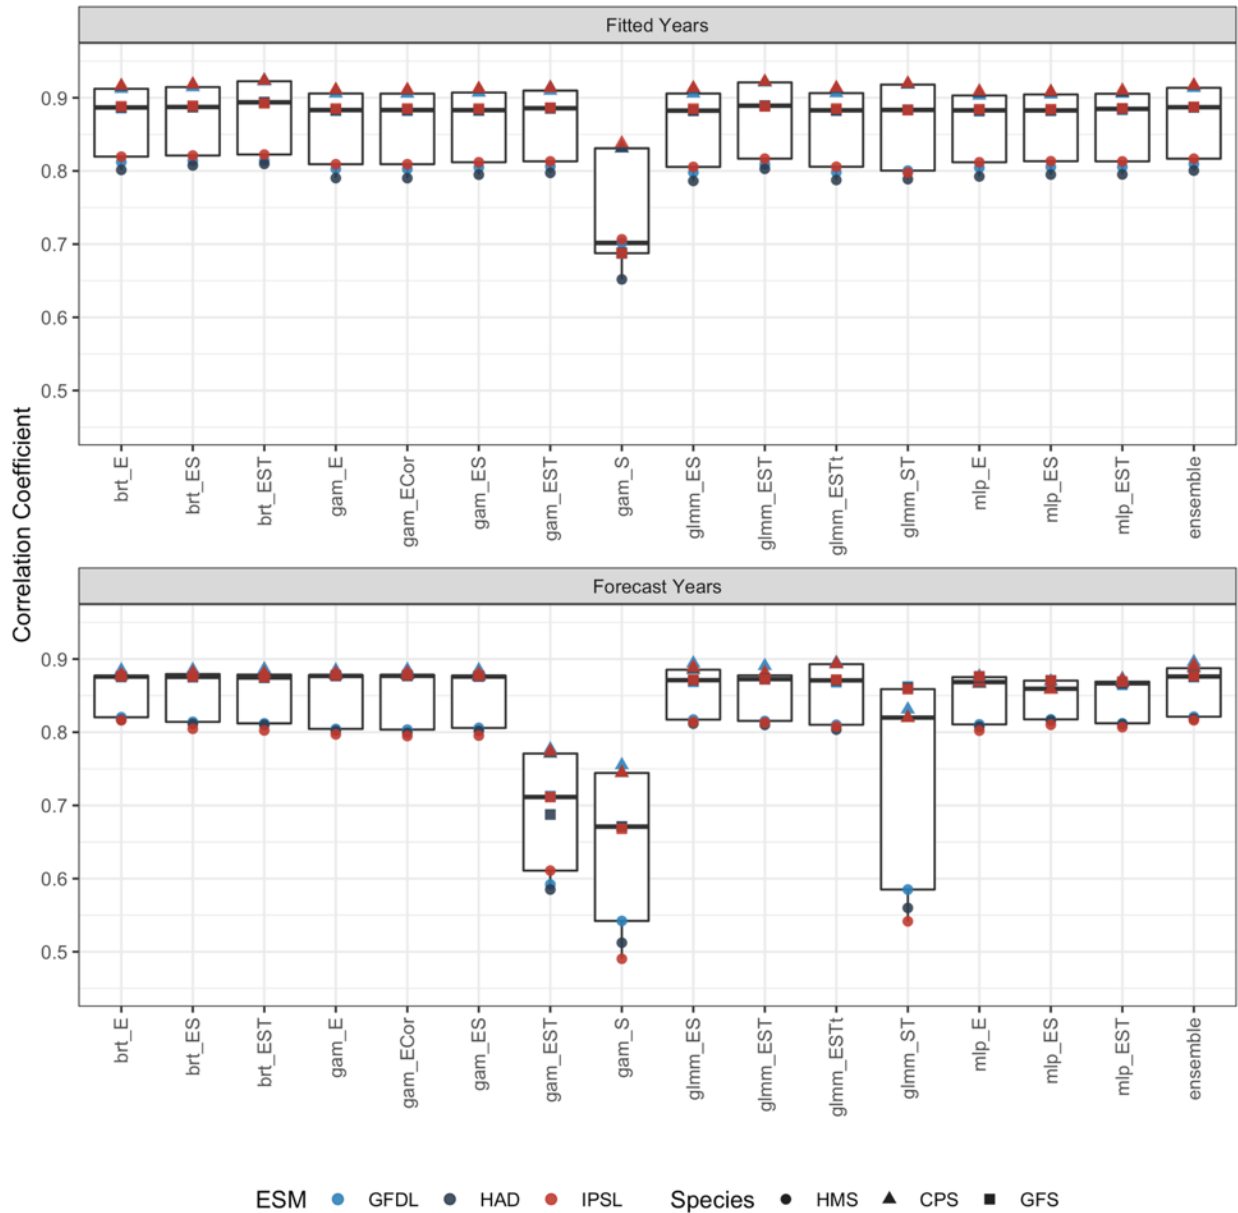 Fitted Years
0.9
0.8
0.7
0.6
0.5
brt_E
brt_ES
brt_EST
gam_E
gam_ECor
gam_ES
gam_EST
gam_S
glmm_ES
glmm_EST
glmm_ESTt
glmm_ST
mlp_E
mlp_ES
mlp_EST
ensemble
Correlation Coefficient
Forecast Years
0.9
0.8
0.7
0.6
0.5
brt_E
brt_ES
brt_EST
gam_E
gam_ECor
gam_ES
gam_EST
gam_S
glmm_ES
glmm_EST
glmm_ESTt
glmm_ST
mlp_E
mlp_ES
mlp_EST
ensemble
ESM GFDL HAD IPSL Species HMS CPS GFS